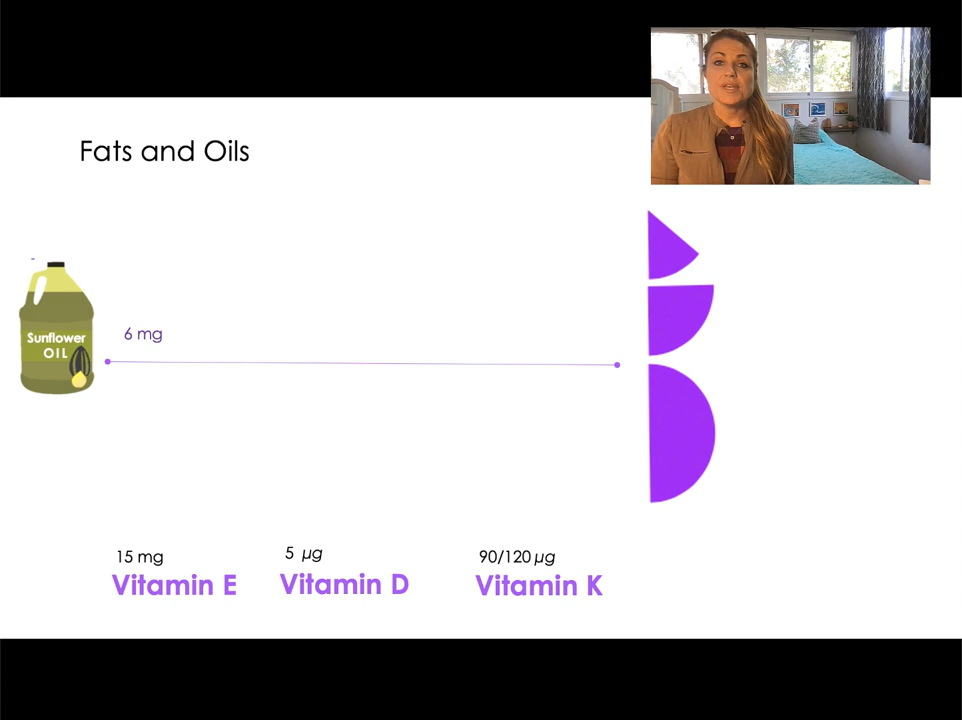 Fats and Oils
Sunflower
OIL
6 mg
15 mg
5 µg
90/120 µg
Vitamin E
Vitamin D
Vitamin K